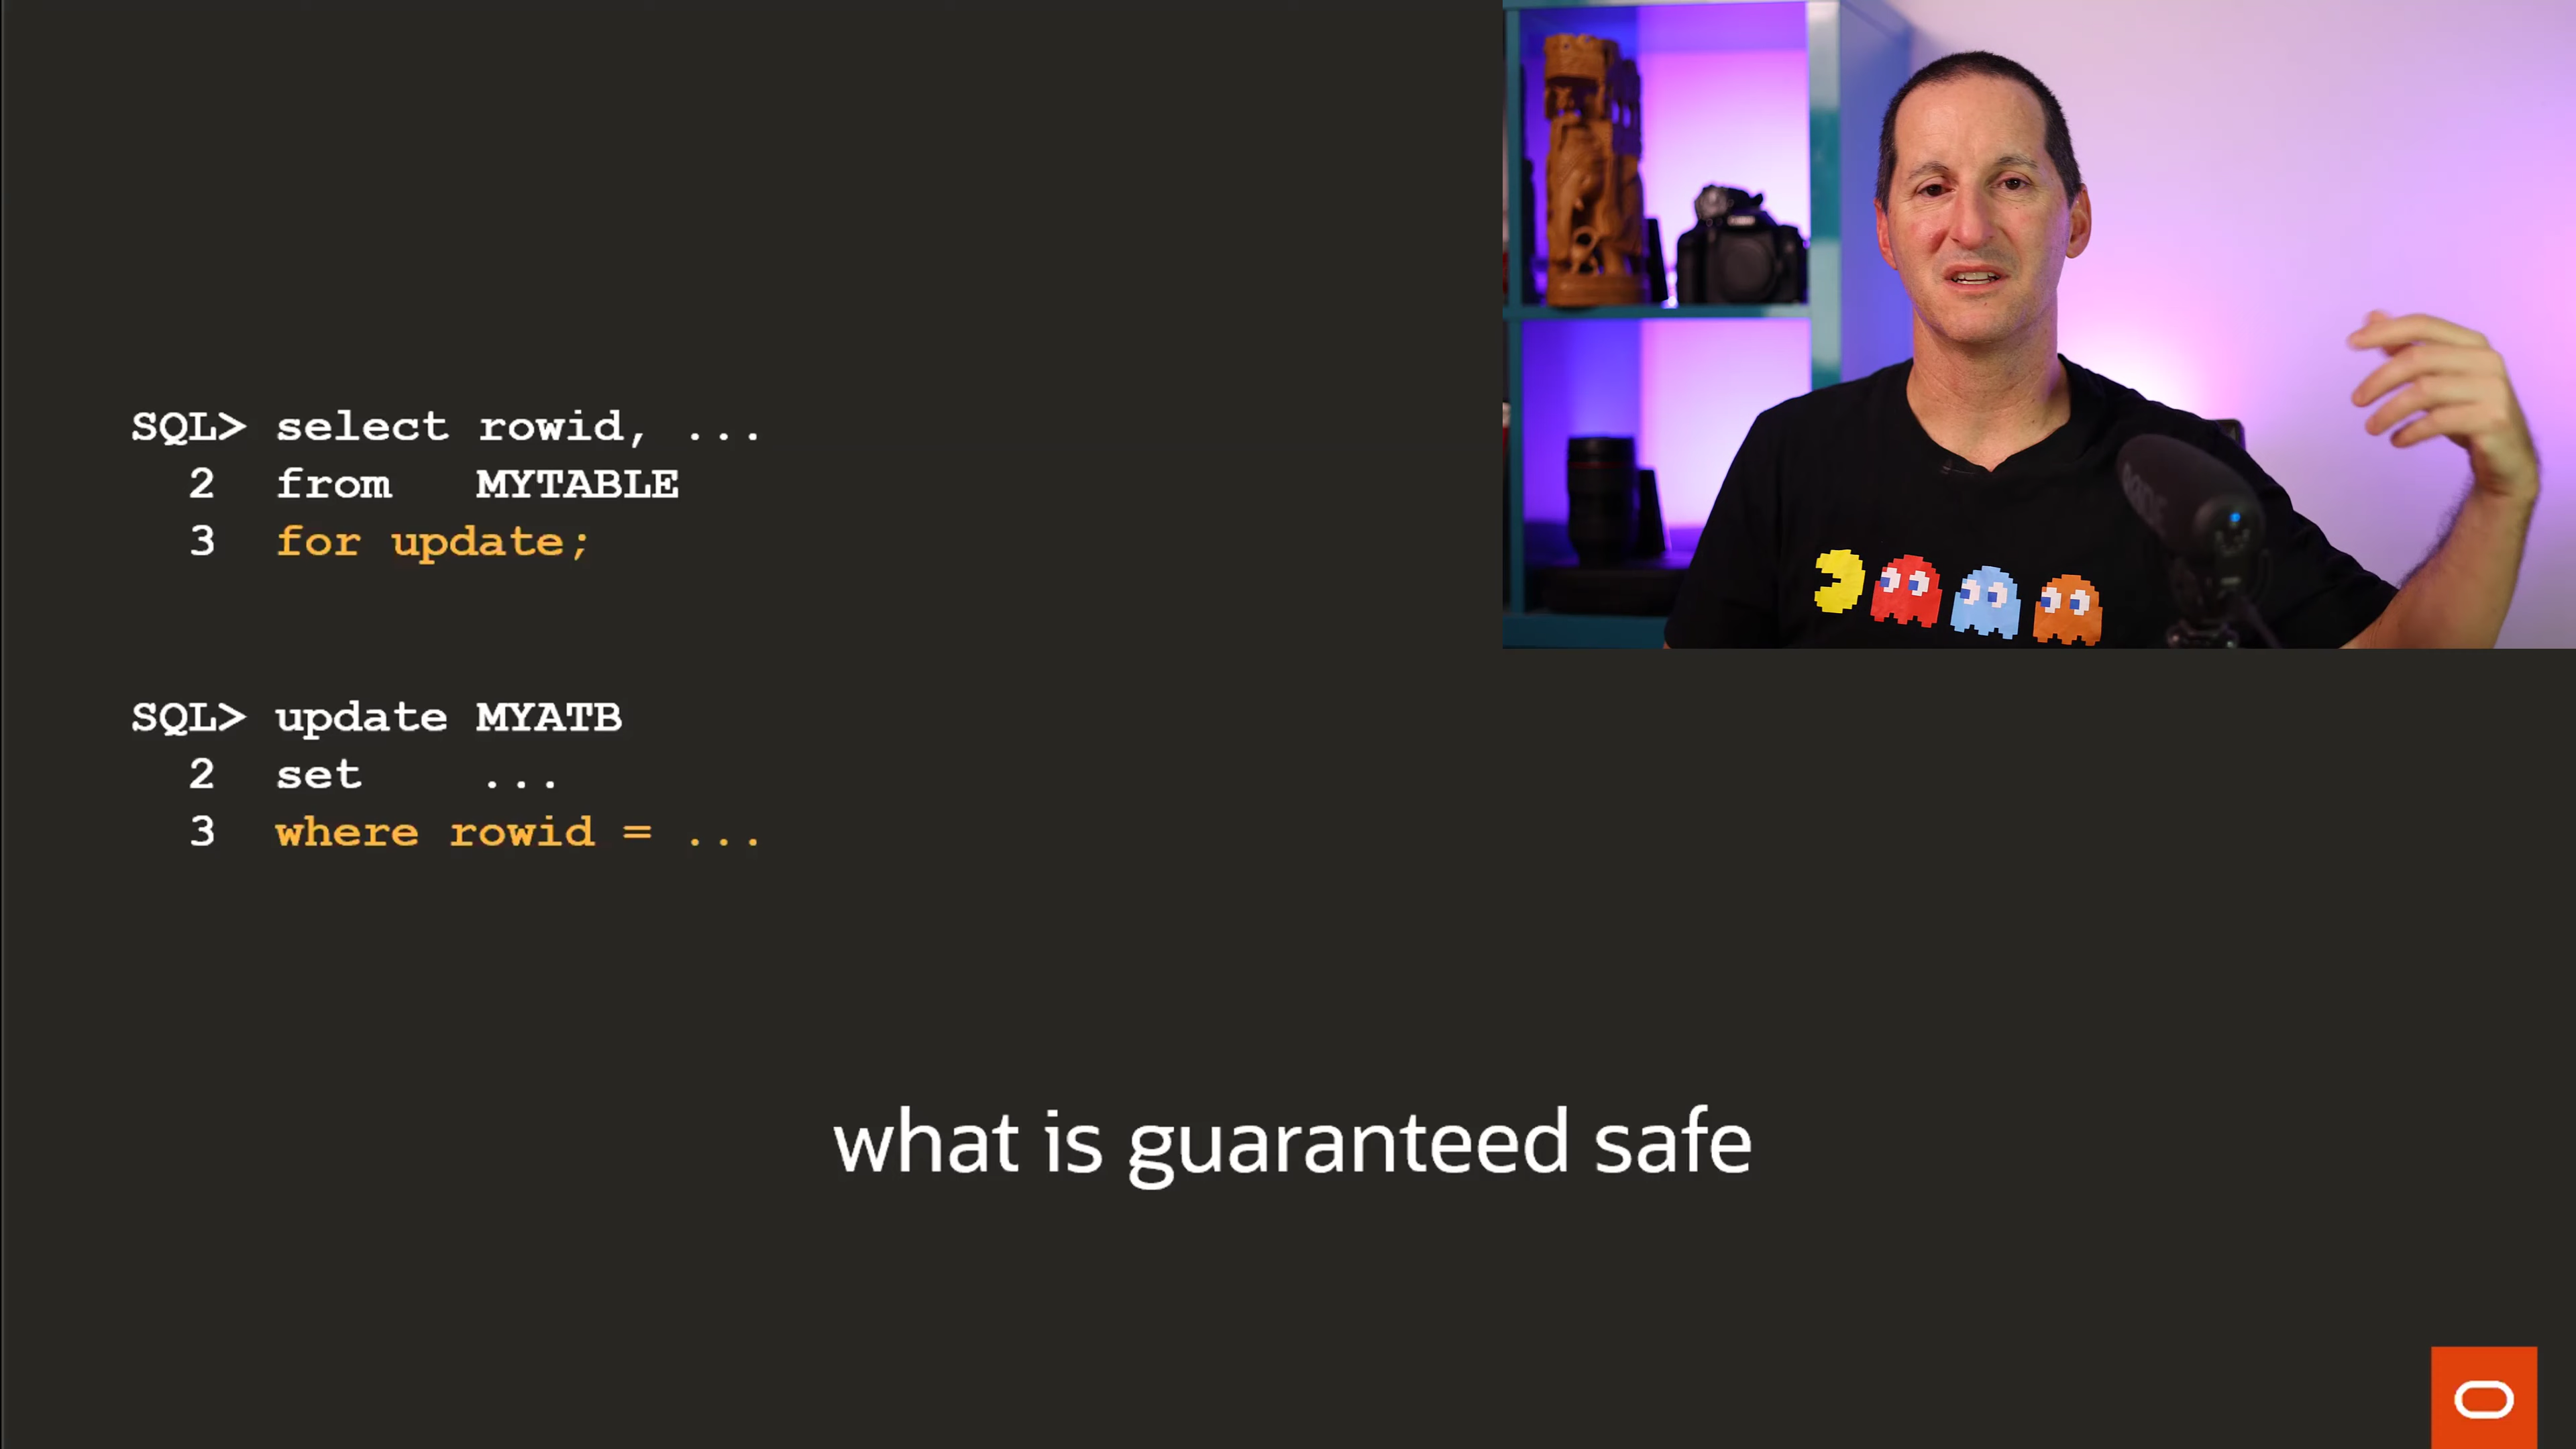 SQL> select rowid, ...
2 from MYTABLE
3 for update;
SQL> update MYATB
2 set ...
3 where rowid = ...
what is guaranteed safe
RODE